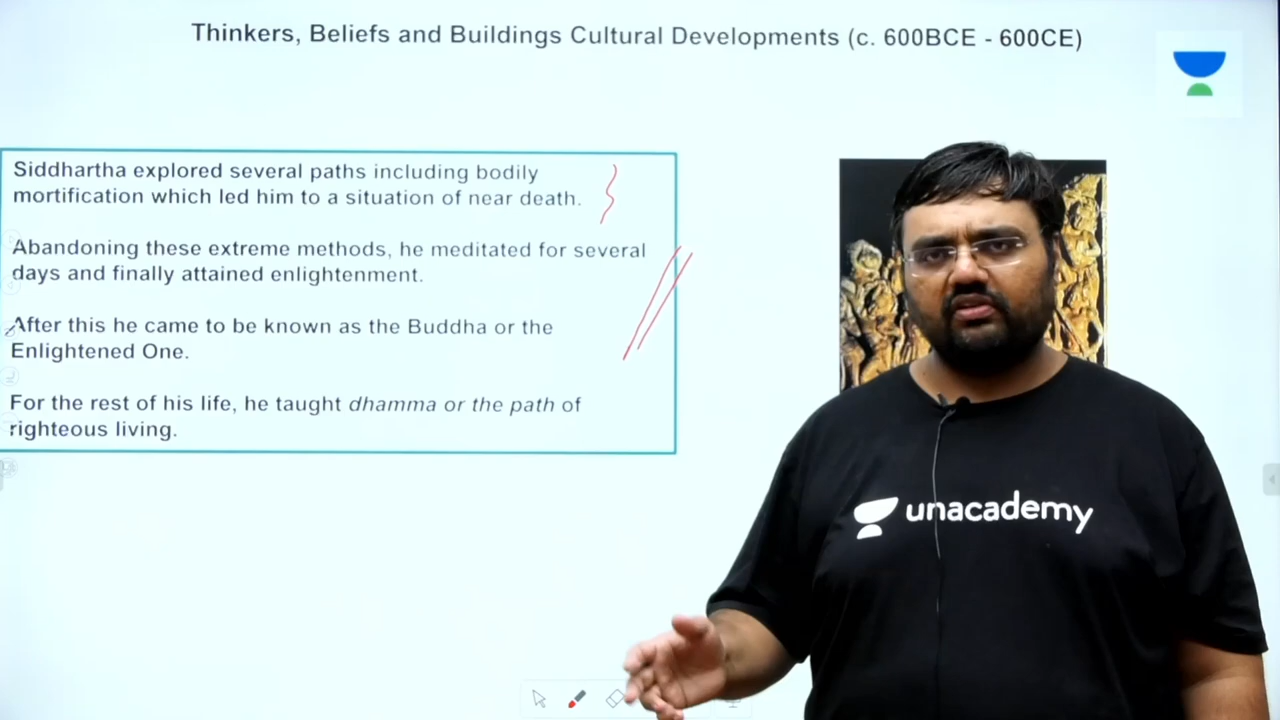 Thinkers, Beliefs and Buildings Cultural Developments (c. 600BCE - 600CE)
Siddhartha explored several paths including bodily
mortification which led him to a situation of near death.
Abandoning these extreme methods, he meditated for several
days and finally attained enlightenment.
After this he came to be known as the Buddha or the
Enlightened One.
For the rest of his life, he taught dhamma or the path of
righteous living.
unacademy